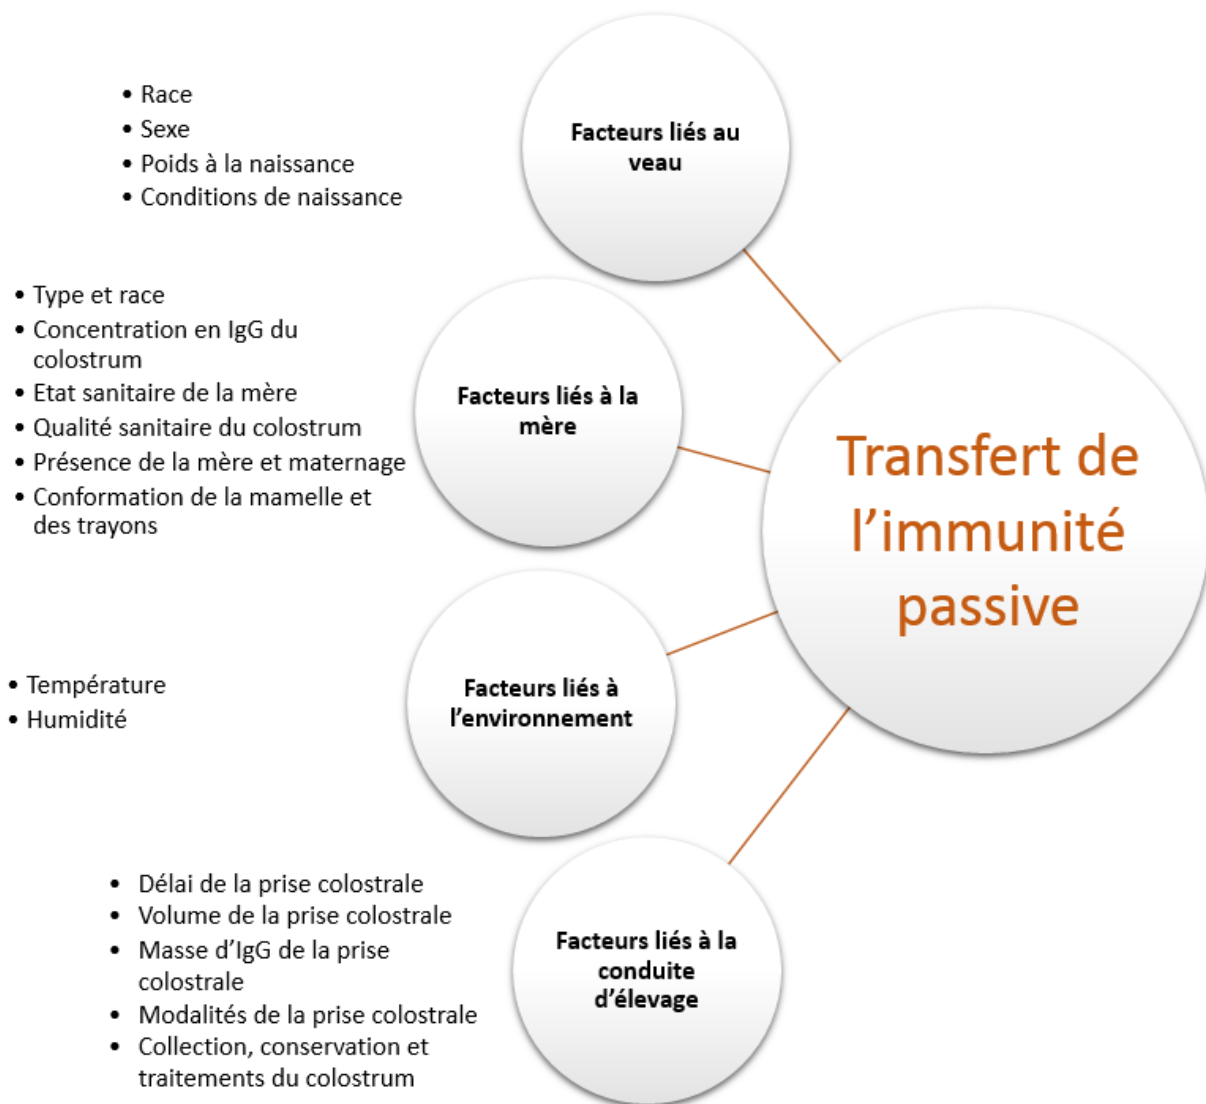 • Race
• Sexe
• Poids à la naissance
• Conditions de naissance
Facteurs liés au
veau
• Type et race
• Concentration en IgG du
colostrum
• Etat sanitaire de la mère
• Qualité sanitaire du colostrum
• Présence de la mère et maternage
• Conformation de la mamelle et
des trayons
Facteurs liés à la
mère
Transfert de
l’immunité
passive
• Température
• Humidité
Facteurs liés à
l’environnement
• Délai de la prise colostrale
• Volume de la prise colostrale
• Masse d’IgG de la prise
colostrale
• Modalités de la prise colostrale
• Collection, conservation et
traitements du colostrum
Facteurs liés à la
conduite
d’élevage